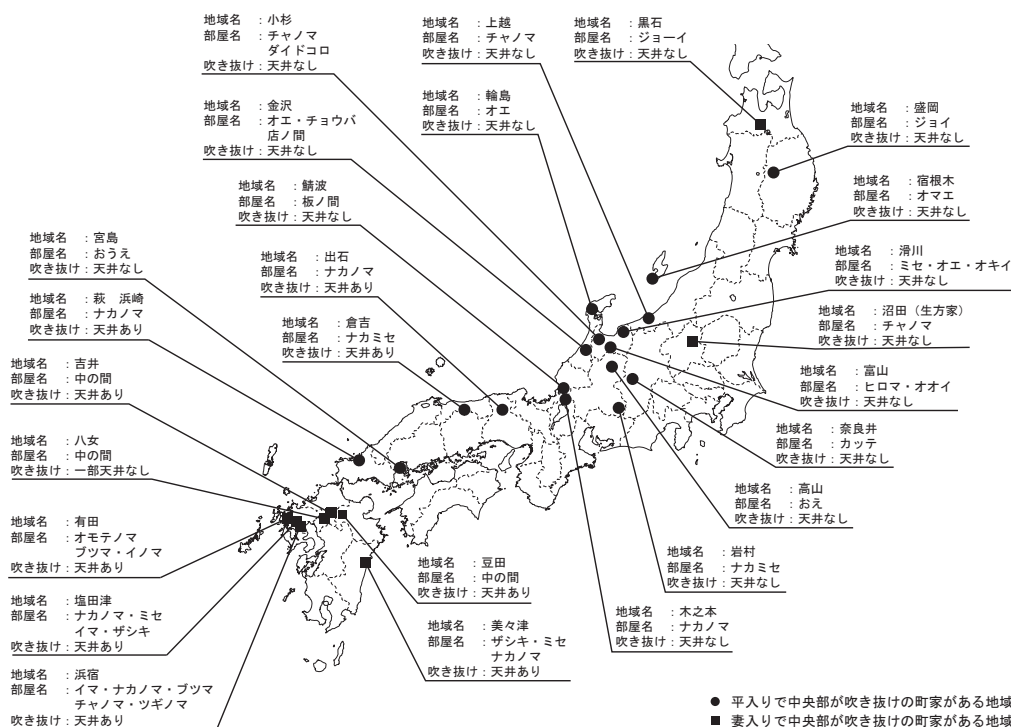 地域名 ：小杉
部屋名 ：チャノマ
ダイドコロ
吹き抜け：天井なし
地域名 ：上越
部屋名 ：チャノマ
吹き抜け：天井なし
地域名 ：黒石
部屋名 ：ジョーイ
吹き抜け：天井なし
地域名 ：金沢
部屋名 ：オエ・チョウバ
店ノ間
吹き抜け：天井なし
地域名 ：輪島
部屋名 ：オエ
吹き抜け：天井なし
地域名 ：盛岡
部屋名 ：ジョイ
吹き抜け：天井なし
地域名 ：鯖波
部屋名 ：板ノ間
吹き抜け：天井なし
地域名 ：宿根木
部屋名 ：オマエ
吹き抜け：天井なし
地域名 ：宮島
部屋名 ：おうえ
吹き抜け：天井なし
地域名 ：出石
部屋名 ：ナカノマ
吹き抜け：天井あり
地域名 ：滑川
部屋名 ：ミセ・オエ・オキイ
吹き抜け：天井なし
地域名 ：萩 浜崎
部屋名 ：ナカノマ
吹き抜け：天井あり
地域名 ：倉吉
部屋名 ：ナカミセ
吹き抜け：天井あり
地域名 ：沼田（生方家）
部屋名 ：チャノマ
吹き抜け：天井なし
地域名 ：吉井
部屋名 ：中の間
吹き抜け：天井あり
地域名 ：富山
部屋名 ：ヒロマ・オオイ
吹き抜け：天井なし
地域名 ：八女
部屋名 ：中の間
吹き抜け：一部天井なし
地域名 ：奈良井
部屋名 ：カッテ
吹き抜け：天井なし
地域名 ：有田
部屋名 ：オモテノマ
ブツマ・イノマ
吹き抜け：天井あり
地域名 ：高山
部屋名 ：おえ
吹き抜け：天井なし
地域名 ：豆田
部屋名 ：中の間
吹き抜け：天井あり
地域名 ：岩村
部屋名 ：ナカミセ
吹き抜け：天井なし
地域名 ：塩田津
部屋名 ：ナカノマ・ミセ
イマ・ザシキ
吹き抜け：天井あり
地域名 ：美々津
部屋名 ：ザシキ・ミセ
ナカノマ
吹き抜け：天井あり
地域名 ：木之本
部屋名 ：ナカノマ
吹き抜け：天井なし
地域名 ：浜宿
部屋名 ：イマ・ナカノマ・ブツマ
チャノマ・ツギノマ
吹き抜け：天井あり
● 平入りで中央部が吹き抜けの町家がある地域
■ 妻入りで中央部が吹き抜けの町家がある地域